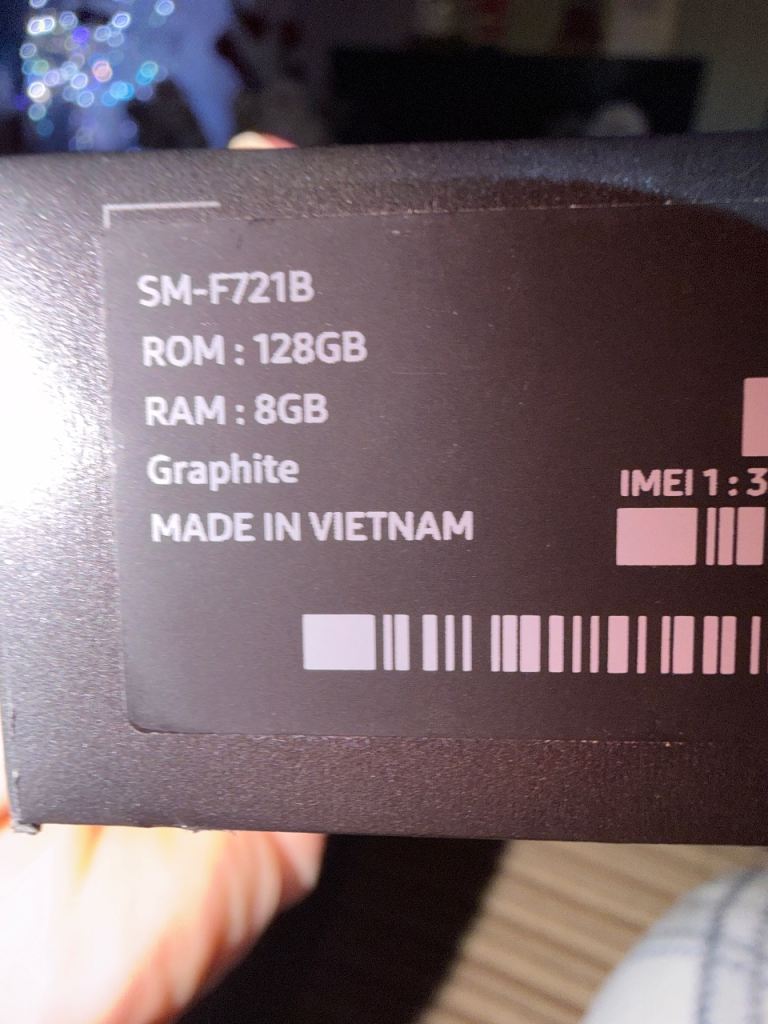 SM-F721B
ROM : 128GB
RAM : 8GB
Graphite
MADE IN VIETNAM
IMEI 1 : 3